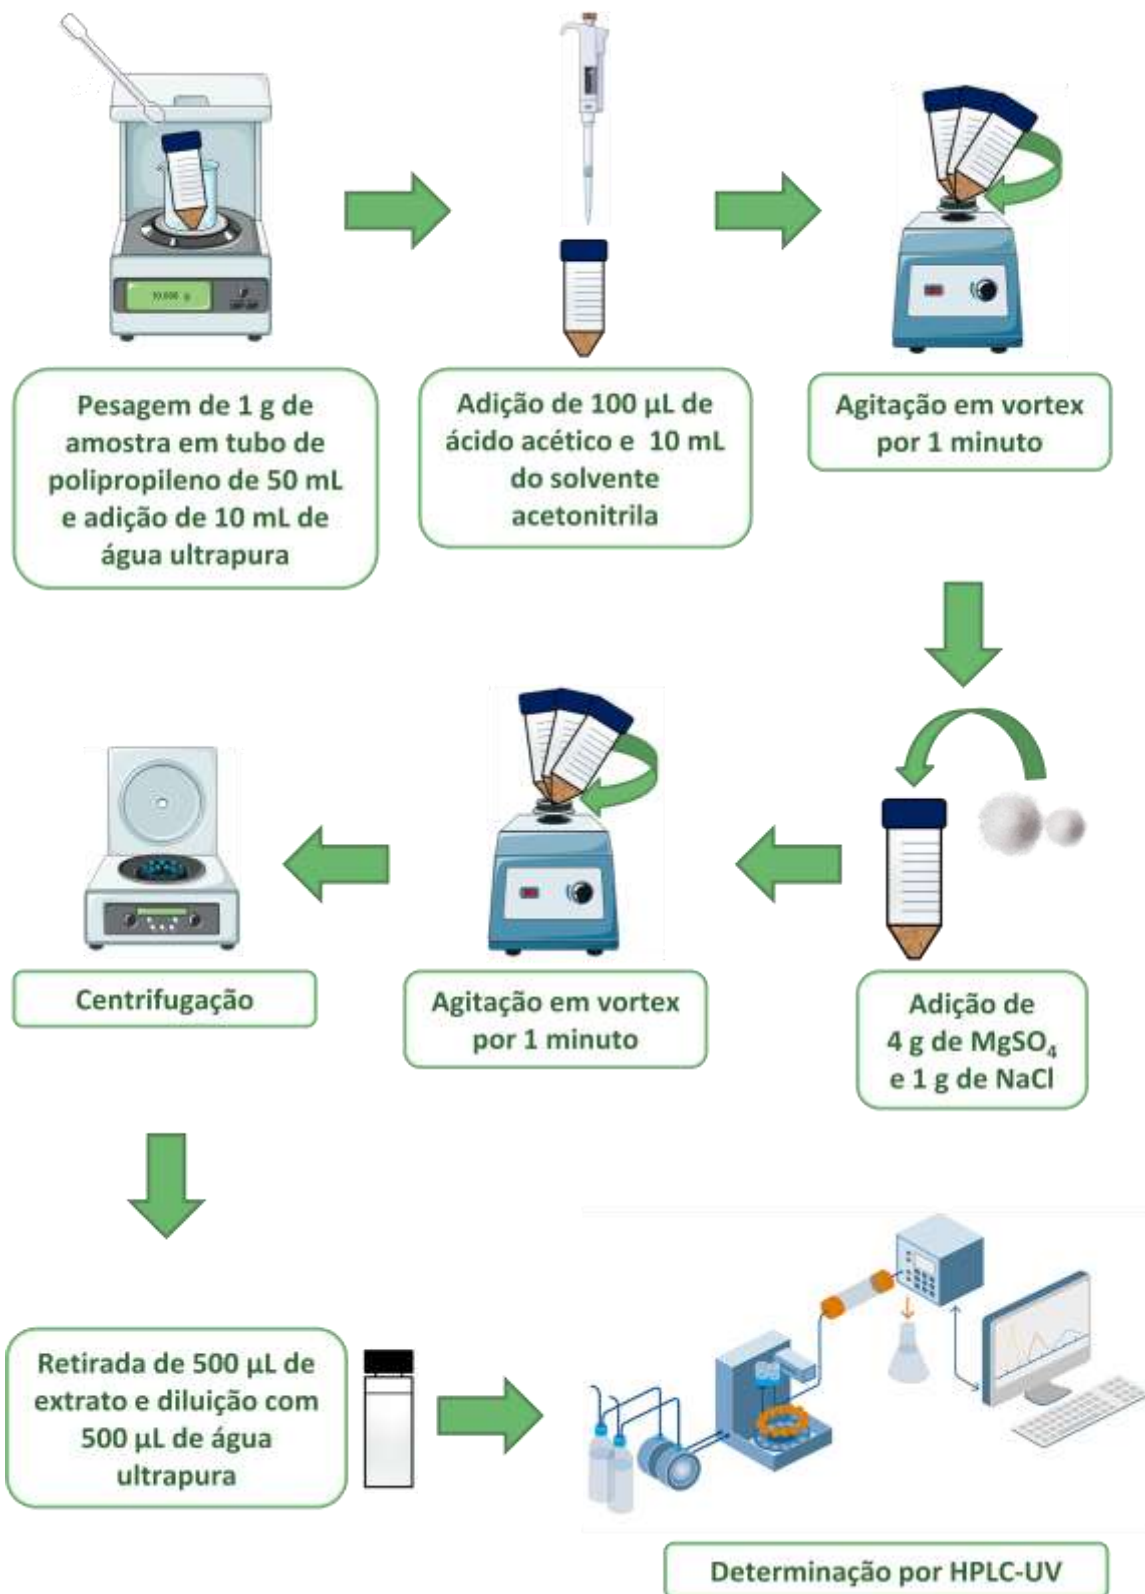 10.000 g
Pesagem de 1 g de
amostra em tubo de
polipropileno de 50 mL
e adição de 10 mL de
água ultrapura
Adição de 100 µL de
ácido acético e 10 mL
do solvente
acetonitrila
Agitação em vortex
por 1 minuto
Adição de
4 g de MgSO₄
e 1 g de NaCl
Agitação em vortex
por 1 minuto
Centrifugação
Retirada de 500 µL de
extrato e diluição com
500 µL de água
ultrapura
Determinação por HPLC-UV